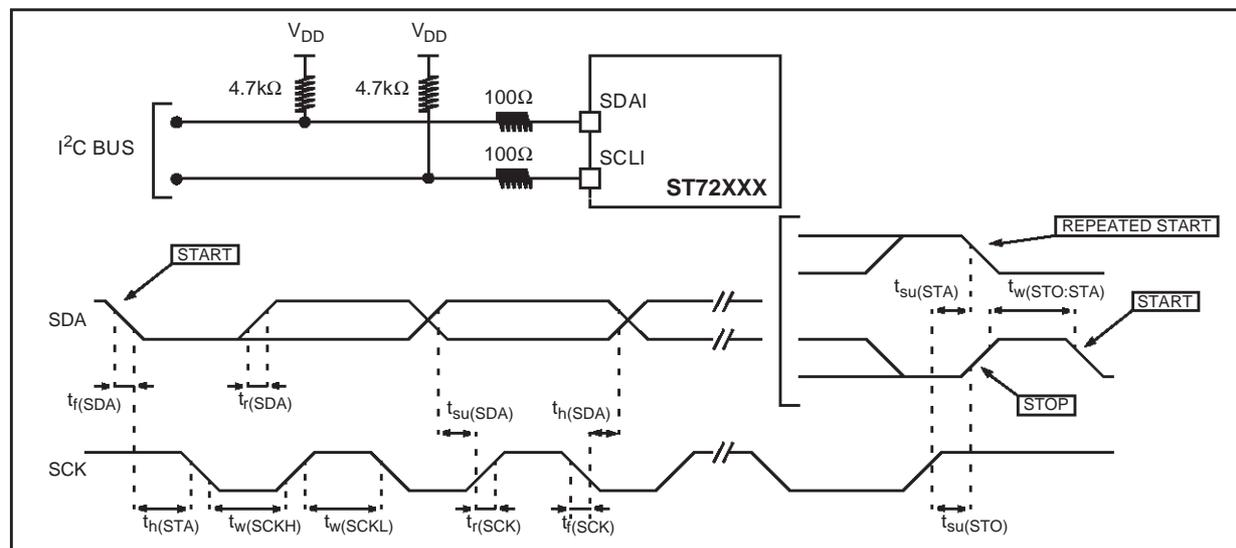 VDD VDD
4.7kΩ 4.7kΩ 100Ω SDAI
I2C BUS 100Ω SCLI
ST72XXX
REPEATED START
START
tsu(STA) tw(STO:STA) START
SDA
STOP
tf(SDA) tr(SDA) tsu(SDA) th(SDA)
SCK
th(STA) tw(SCKH) tw(SCKL) tr(SCK) tf(SCK) tsu(STO)